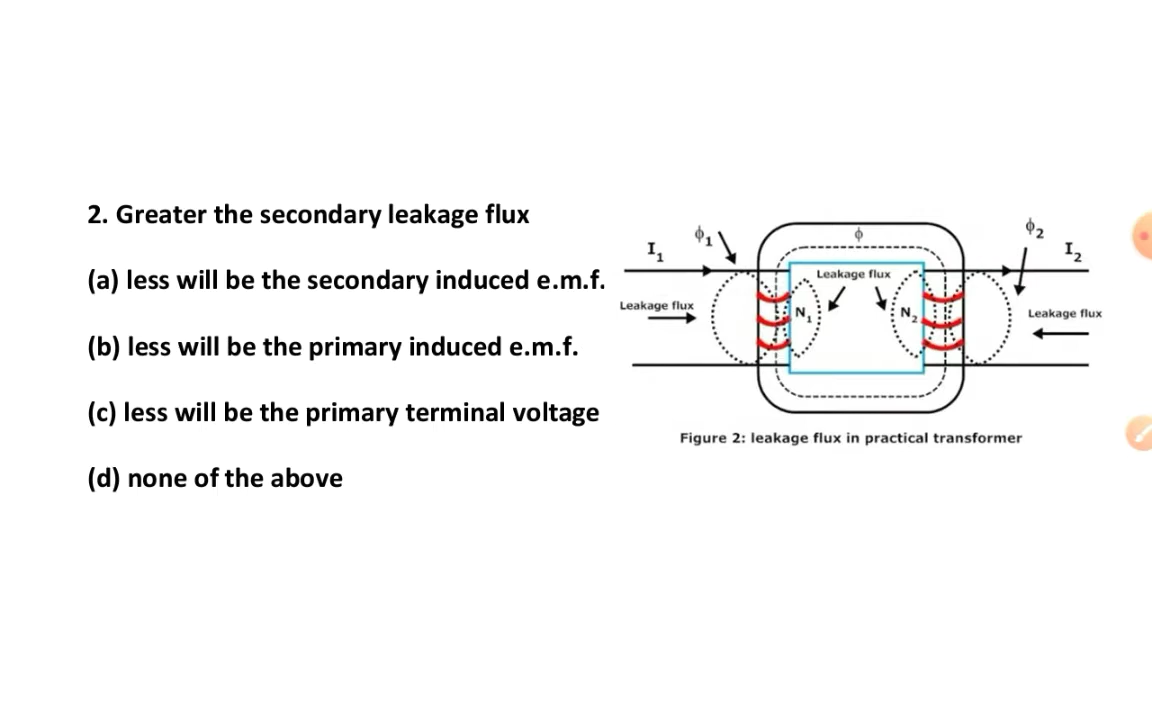 2. Greater the secondary leakage flux
(a) less will be the secondary induced e.m.f.
(b) less will be the primary induced e.m.f.
(c) less will be the primary terminal voltage
(d) none of the above
ϕ₁
ϕ
ϕ₂
I₁
I₂
Leakage flux
Leakage flux
N₁
N₂
Leakage flux
Figure 2: leakage flux in practical transformer